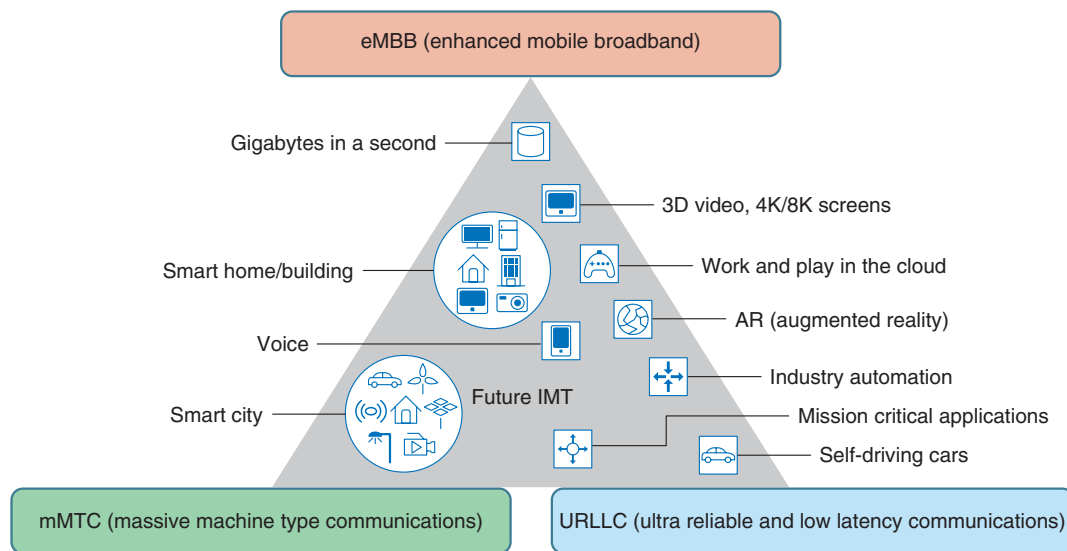 eMBB (enhanced mobile broadband)
Gigabytes in a second
3D video, 4K/8K screens
Smart home/building
Work and play in the cloud
AR (augmented reality)
Voice
Industry automation
Future IMT
Smart city
Mission critical applications
Self-driving cars
mMTC (massive machine type communications)
URLLC (ultra reliable and low latency communications)